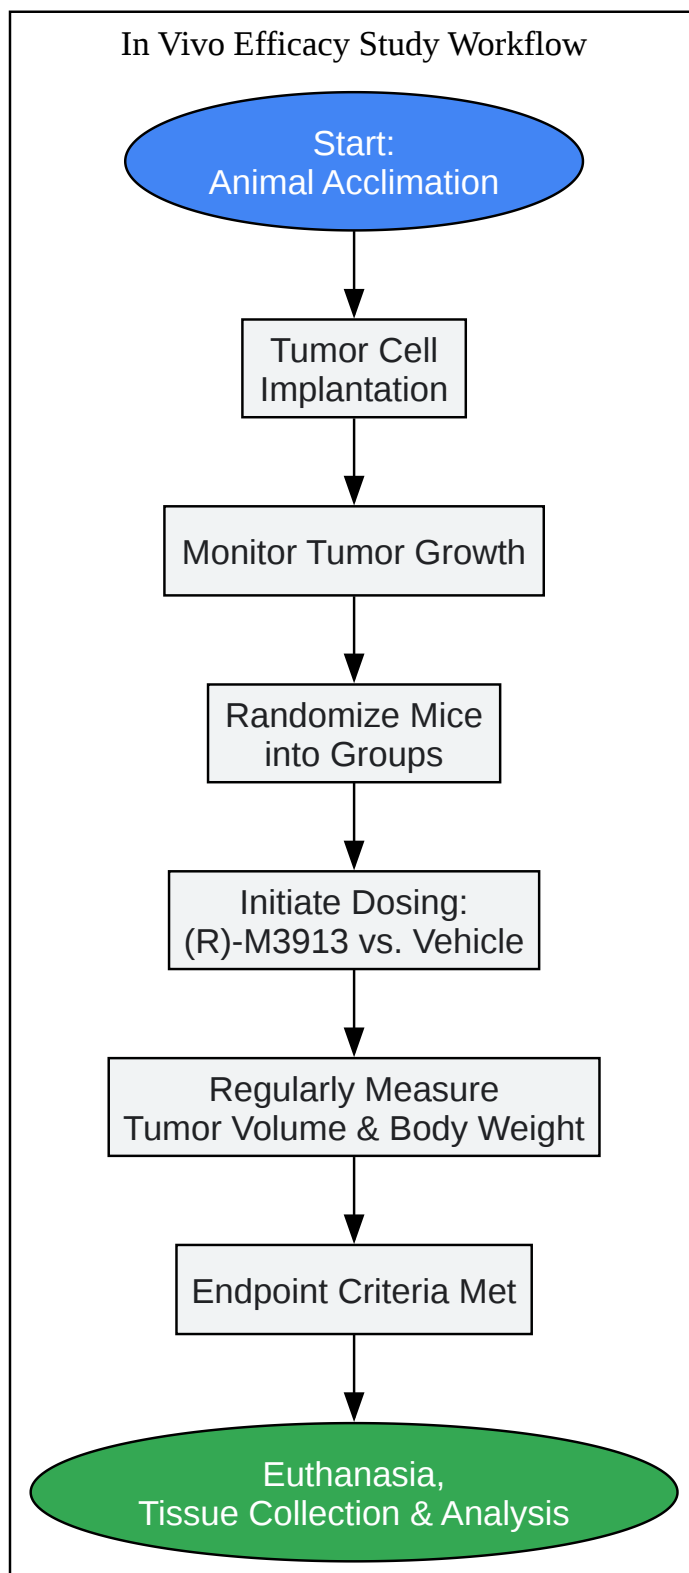 In Vivo Efficacy Study Workflow
Start:
Animal Acclimation
Tumor Cell
Implantation
Monitor Tumor Growth
Randomize Mice
into Groups
Initiate Dosing:
(R)-M3913 vs. Vehicle
Regularly Measure
Tumor Volume & Body Weight
Endpoint Criteria Met
Euthanasia,
Tissue Collection & Analysis